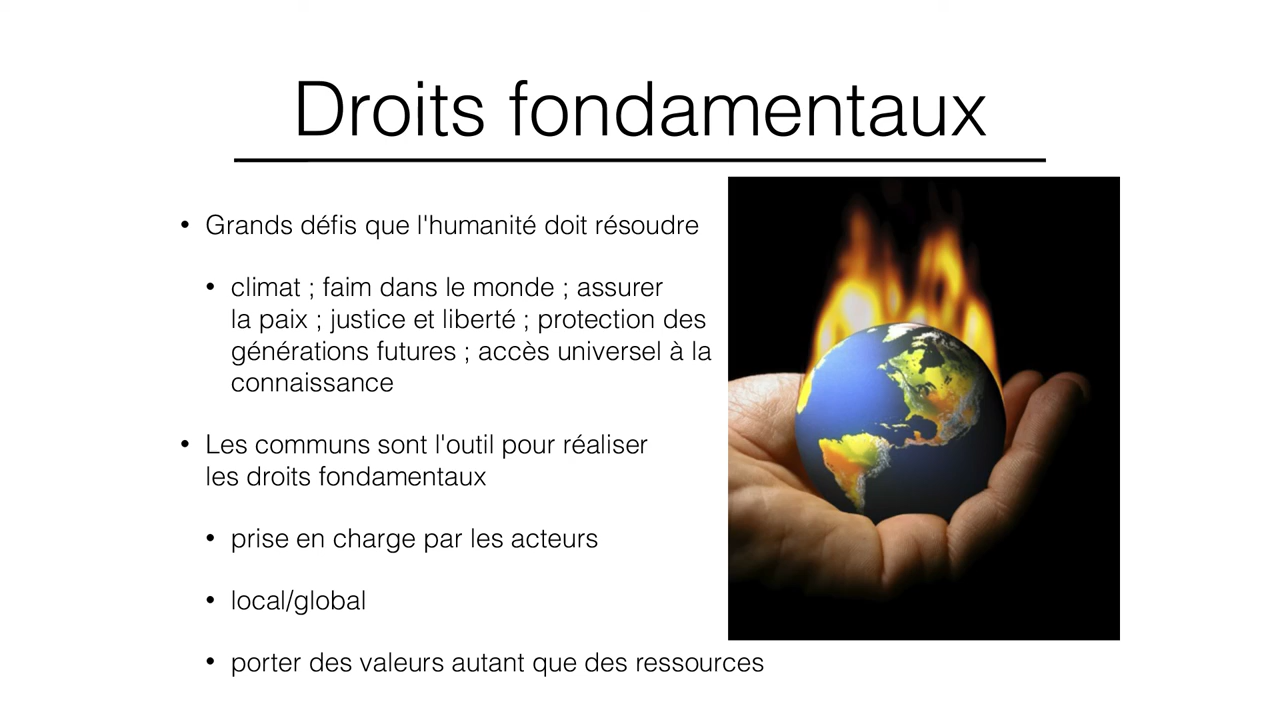 Droits fondamentaux
• Grands défis que l'humanité doit résoudre
• climat ; faim dans le monde ; assurer
la paix ; justice et liberté ; protection des
générations futures ; accès universel à la
connaissance
• Les communs sont l'outil pour réaliser
les droits fondamentaux
• prise en charge par les acteurs
• local/global
• porter des valeurs autant que des ressources